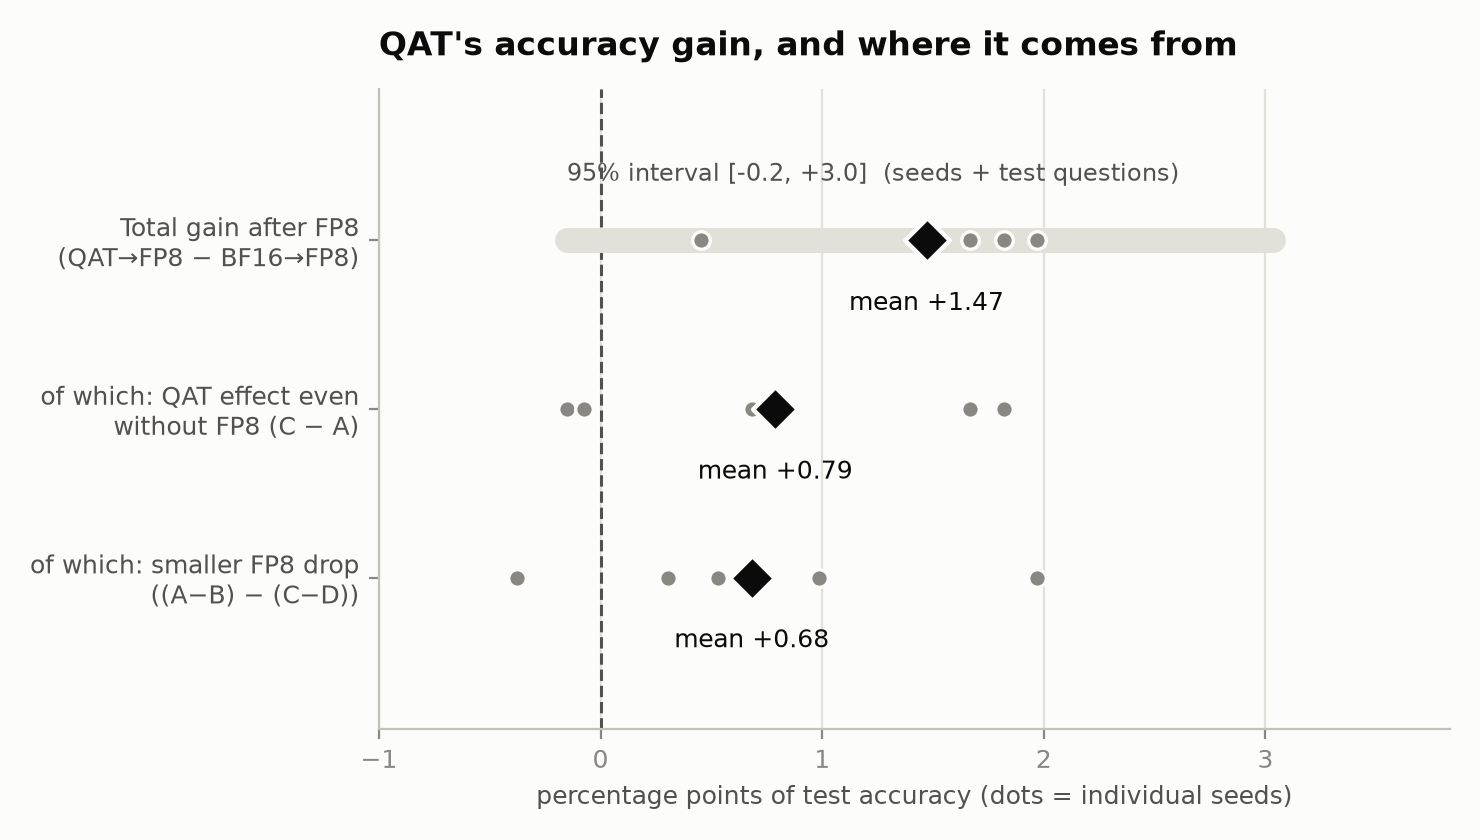 QAT's accuracy gain, and where it comes from
95% interval [-0.2, +3.0]  (seeds + test questions)
Total gain after FP8
(QAT→FP8 − BF16→FP8)
mean +1.47
of which: QAT effect even
without FP8 (C − A)
mean +0.79
of which: smaller FP8 drop
((A−B) − (C−D))
mean +0.68
−1 0 1 2 3
percentage points of test accuracy (dots = individual seeds)